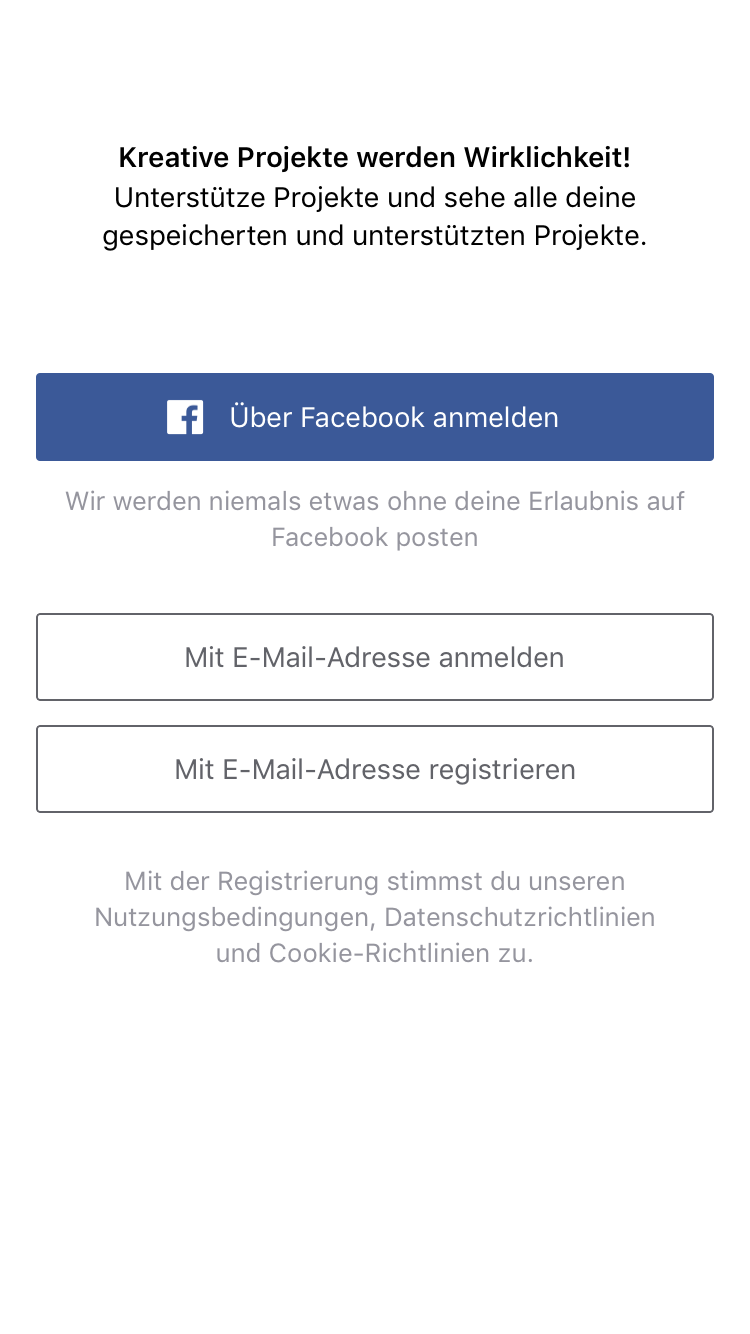 Kreative Projekte werden Wirklichkeit!
Unterstütze Projekte und sehe alle deine
gespeicherten und unterstützten Projekte.
Über Facebook anmelden
Wir werden niemals etwas ohne deine Erlaubnis auf
Facebook posten
Mit E-Mail-Adresse anmelden
Mit E-Mail-Adresse registrieren
Mit der Registrierung stimmst du unseren
Nutzungsbedingungen, Datenschutzrichtlinien
und Cookie-Richtlinien zu.